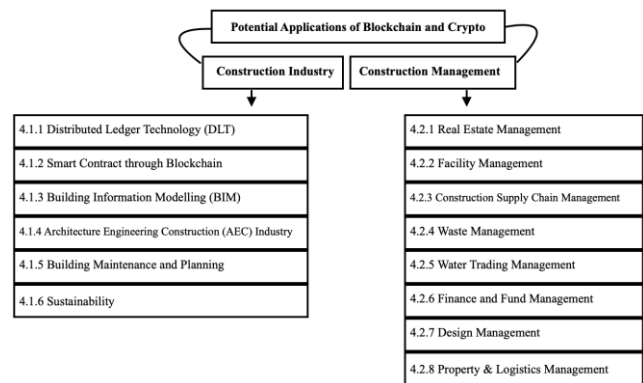 Potential Applications of Blockchain and Crypto
Construction Industry
Construction Management
4.1.1 Distributed Ledger Technology (DLT)
4.1.2 Smart Contract through Blockchain
4.1.3 Building Information Modelling (BIM)
4.1.4 Architecture Engineering Construction (AEC) Industry
4.1.5 Building Maintenance and Planning
4.1.6 Sustainability
4.2.1 Real Estate Management
4.2.2 Facility Management
4.2.3 Construction Supply Chain Management
4.2.4 Waste Management
4.2.5 Water Trading Management
4.2.6 Finance and Fund Management
4.2.7 Design Management
4.2.8 Property & Logistics Management